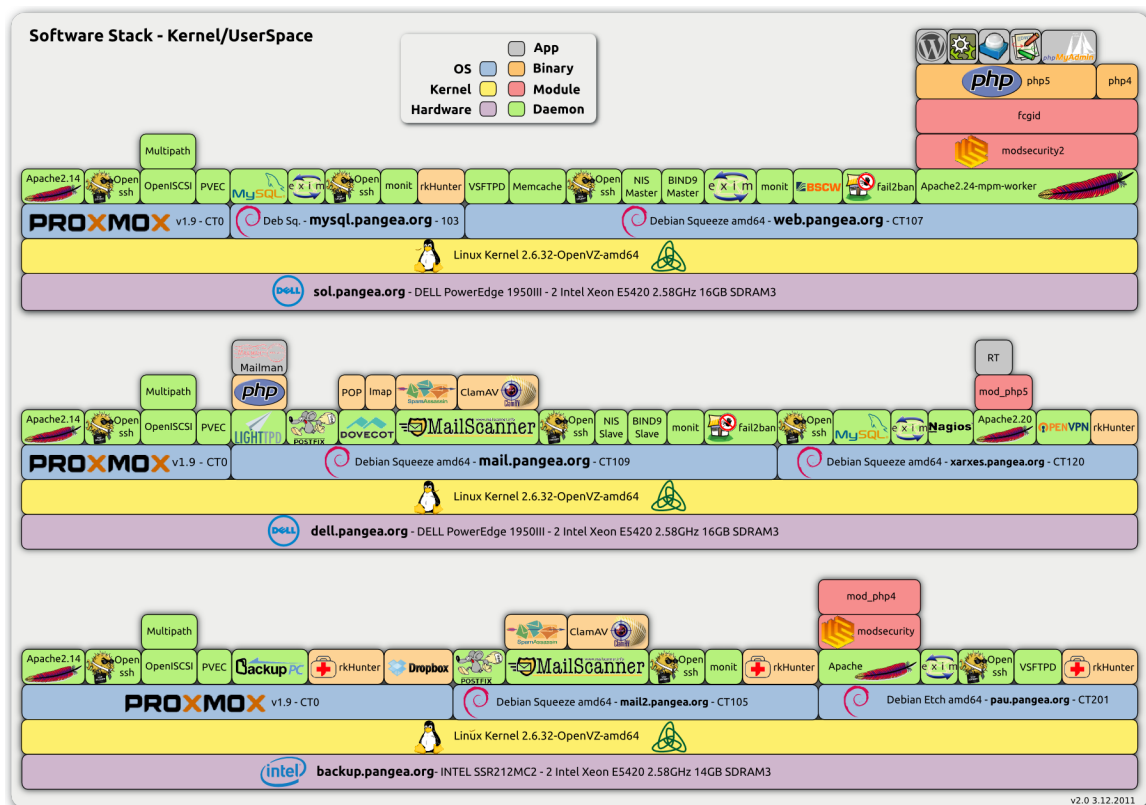 Software Stack - Kernel/UserSpace
App
OS Binary
Kernel Module
Hardware Daemon
phpMyAdmin
php php5 php4
fcgid
Multipath modsecurity2
Apache2.14 Open ssh OpenISCSI PVEC MySQL exim Open ssh monit rkHunter VSFTPD Memcache Open ssh NIS Master BIND9 Master exim monit BSCW fail2ban Apache2.24-mpm-worker
PROXMOX v1.9 - CT0 Deb Sq. - mysql.pangea.org - 103 Debian Squeeze amd64 - web.pangea.org - CT107
Linux Kernel 2.6.32-OpenVZ-amd64
DELL sol.pangea.org - DELL PowerEdge 1950III - 2 Intel Xeon E5420 2.58GHz 16GB SDRAM3
Mailman RT
Multipath php POP Imap SpamAssassin ClamAV mod_php5
Apache2.14 Open ssh OpenISCSI PVEC LIGHTTPD POSTFIX DOVECOT MailScanner Open ssh NIS Slave BIND9 Slave monit fail2ban Open ssh MySQL exim Nagios Apache2.20 OPENVPN rkHunter
PROXMOX v1.9 - CT0 Debian Squeeze amd64 - mail.pangea.org - CT109 Debian Squeeze amd64 - xarxes.pangea.org - CT120
Linux Kernel 2.6.32-OpenVZ-amd64
DELL dell.pangea.org - DELL PowerEdge 1950III - 2 Intel Xeon E5420 2.58GHz 16GB SDRAM3
mod_php4
Multipath SpamAssassin ClamAV modsecurity
Apache2.14 Open ssh OpenISCSI PVEC BackupPC rkHunter Dropbox POSTFIX MailScanner Open ssh monit rkHunter Apache exim Open ssh VSFTPD rkHunter
PROXMOX v1.9 - CT0 Debian Squeeze amd64 - mail2.pangea.org - CT105 Debian Etch amd64 - pau.pangea.org - CT201
Linux Kernel 2.6.32-OpenVZ-amd64
intel backup.pangea.org- INTEL SSR212MC2 - 2 Intel Xeon E5420 2.58GHz 14GB SDRAM3
v2.0 3.12.2011